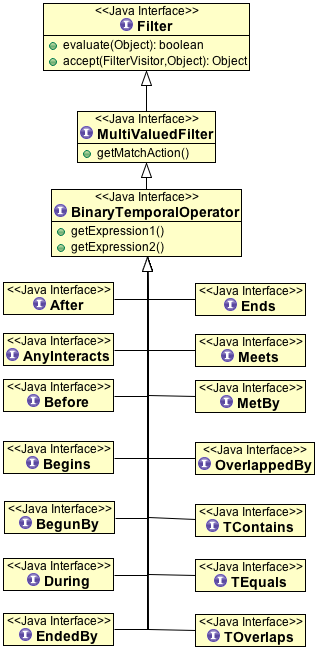 <<Java Interface>>
Filter
evaluate(Object): boolean
accept(FilterVisitor,Object): Object
<<Java Interface>>
MultiValuedFilter
getMatchAction()
<<Java Interface>>
BinaryTemporalOperator
getExpression1()
getExpression2()
<<Java Interface>>
After
<<Java Interface>>
Ends
<<Java Interface>>
AnyInteracts
<<Java Interface>>
Meets
<<Java Interface>>
Before
<<Java Interface>>
MetBy
<<Java Interface>>
Begins
<<Java Interface>>
OverlappedBy
<<Java Interface>>
BegunBy
<<Java Interface>>
TContains
<<Java Interface>>
During
<<Java Interface>>
TEquals
<<Java Interface>>
EndedBy
<<Java Interface>>
TOverlaps